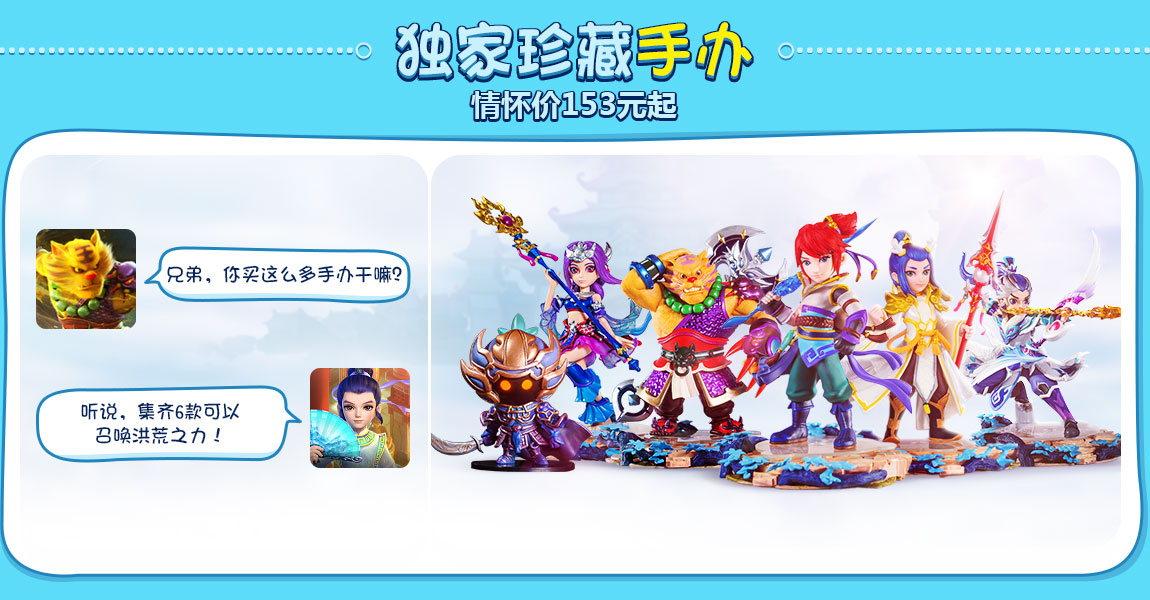 独家珍藏手办
情怀价153元起
兄弟，你买这么多手办干嘛？
听说，集齐6款可以
召唤洪荒之力！